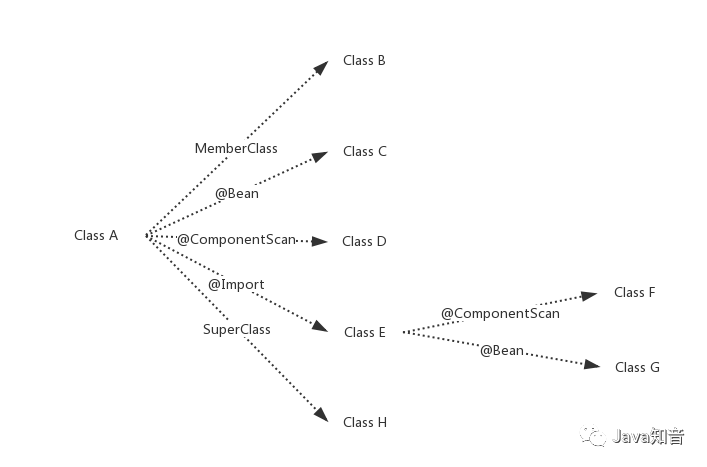 Class B
MemberClass
Class C
@Bean
Class A
@ComponentScan
Class D
@Import
Class E
SuperClass
Class H
@ComponentScan
Class F
@Bean
Class G
Java知音